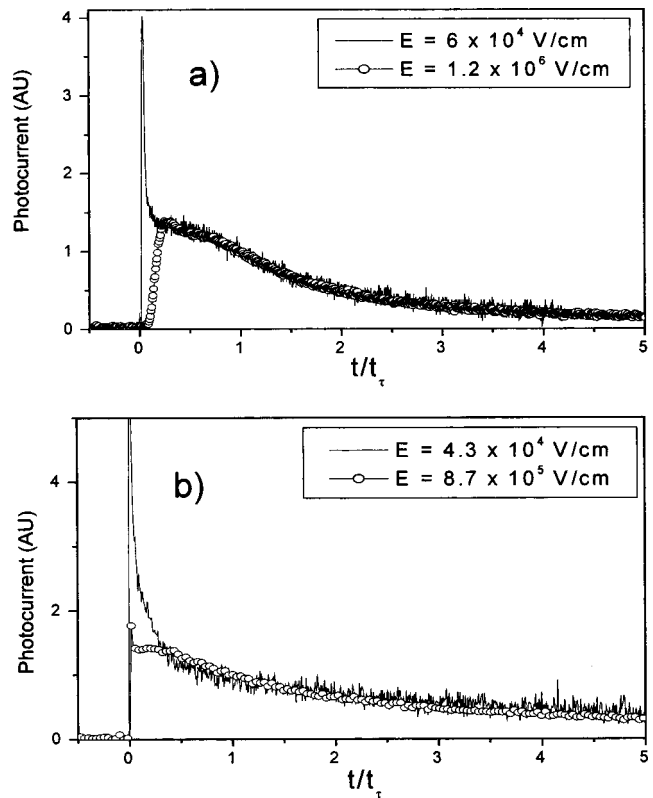 4
3
2
1
0
Photocurrent (AU)
a)
E = 6 x 10⁴ V/cm
E = 1.2 x 10⁶ V/cm
0 1 2 3 4 5
t/tτ
4
2
0
Photocurrent (AU)
b)
E = 4.3 x 10⁴ V/cm
E = 8.7 x 10⁵ V/cm
0 1 2 3 4 5
t/tτ